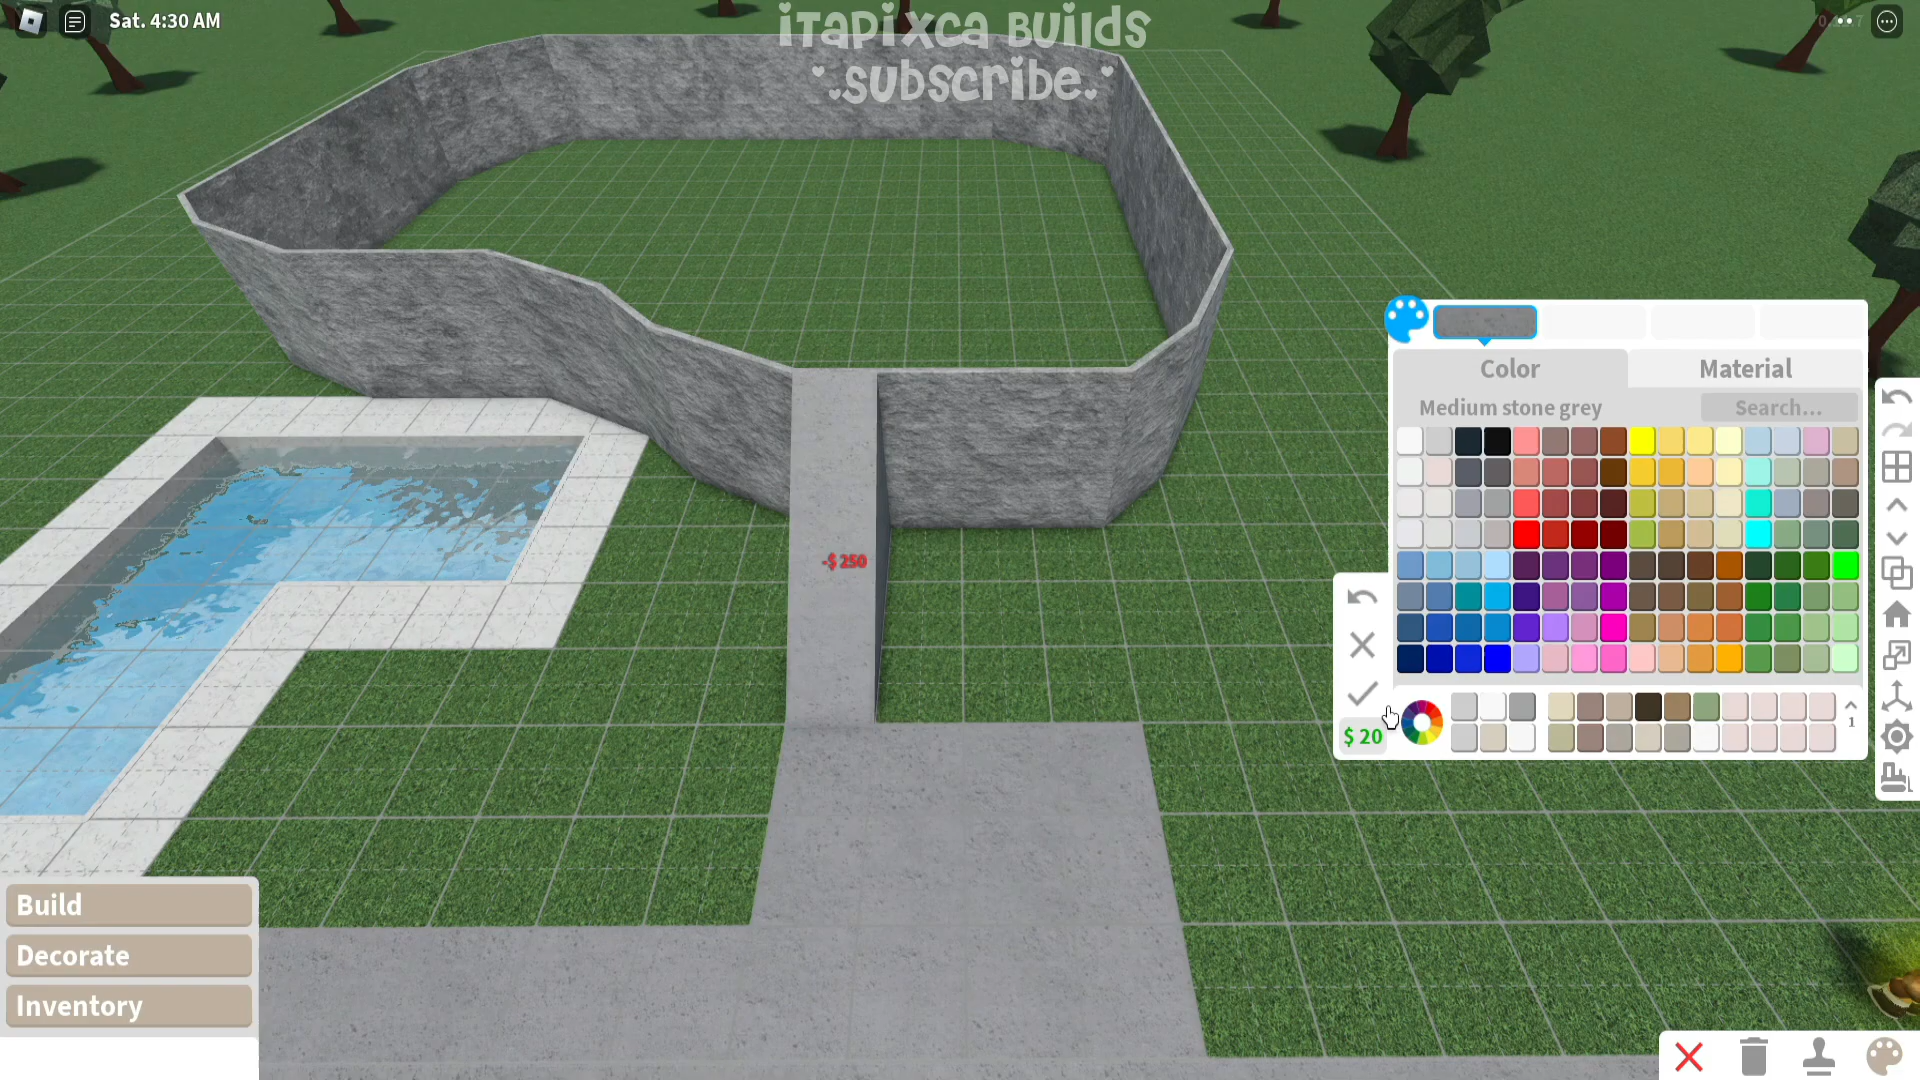 Sat. 4:30 AM
iTapixca Builds
subscribe
-$ 250
Color
Material
Medium stone grey
Search...
$ 20
1
Build
Decorate
Inventory